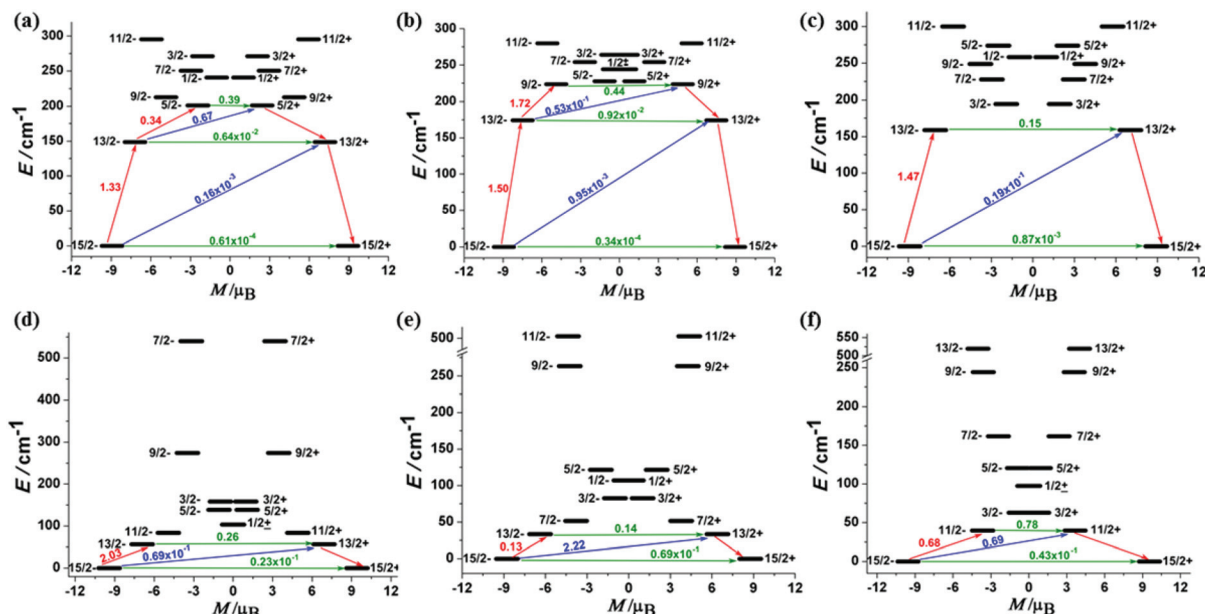 (a)
300
250
200
150
100
50
0
E/cm⁻¹
11/2- 11/2+
3/2- 3/2+
7/2- 7/2+
1/2- 1/2+
9/2- 9/2+
5/2- 0.39 5/2+
0.34 0.67
13/2- 0.64x10⁻² 13/2+
1.33 0.16x10⁻³
15/2- 0.61x10⁻⁴ 15/2+
-12 -9 -6 -3 0 3 6 9 12
M/μB
(b)
300
250
200
150
100
50
0
E/cm⁻¹
11/2- 11/2+
3/2- 3/2+
7/2- 1/2± 7/2+
5/2- 5/2+
9/2- 0.44 9/2+
1.72 0.53x10⁻¹
13/2- 0.92x10⁻² 13/2+
1.50 0.95x10⁻³
15/2- 0.34x10⁻⁴ 15/2+
-12 -9 -6 -3 0 3 6 9 12
M/μB
(c)
300
250
200
150
100
50
0
E/cm⁻¹
11/2- 11/2+
5/2- 5/2+
1/2- 1/2+
9/2- 9/2+
7/2- 7/2+
3/2- 3/2+
13/2- 0.15 13/2+
1.47 0.19x10⁻¹
15/2- 0.87x10⁻³ 15/2+
-12 -9 -6 -3 0 3 6 9 12
M/μB
(d)
500
400
300
200
100
0
E/cm⁻¹
7/2- 7/2+
9/2- 9/2+
3/2- 3/2+
5/2- 5/2+
1/2±
11/2- 11/2+
13/2- 0.26 13/2+
2.03 0.69x10⁻¹
15/2- 0.23x10⁻¹ 15/2+
-12 -9 -6 -3 0 3 6 9 12
M/μB
(e)
500
250
200
150
100
50
0
E/cm⁻¹
11/2- 11/2+
9/2- 9/2+
5/2- 5/2+
1/2- 1/2+
3/2- 3/2+
7/2- 7/2+
13/2- 0.14 13/2+
0.13 2.22
15/2- 0.69x10⁻¹ 15/2+
-12 -9 -6 -3 0 3 6 9 12
M/μB
(f)
550
500
250
200
150
100
50
0
E/cm⁻¹
13/2- 13/2+
9/2- 9/2+
7/2- 7/2+
5/2- 5/2+
1/2±
3/2- 3/2+
11/2- 0.78 11/2+
0.68 0.69
15/2- 0.43x10⁻¹ 15/2+
-12 -9 -6 -3 0 3 6 9 12
M/μB